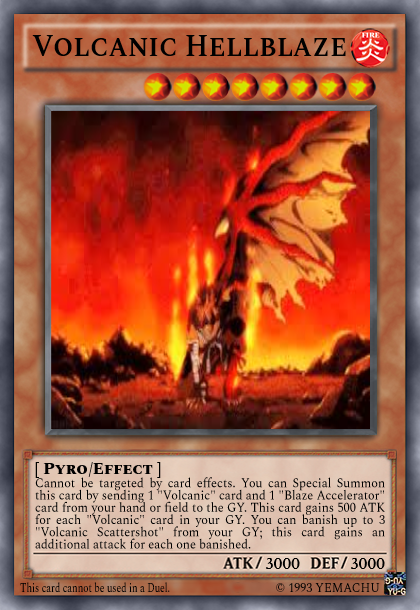 VOLCANIC HELLBLAZE
FIRE
炎
[ PYRO/EFFECT ]
Cannot be targeted by card effects. You can Special Summon
this card by sending 1 "Volcanic" card and 1 "Blaze Accelerator"
card from your hand or field to the GY. This card gains 500 ATK
for each "Volcanic" card in your GY. You can banish up to 3
"Volcanic Scattershot" from your GY; this card gains an
additional attack for each one banished.
ATK / 3000 DEF / 3000
This card cannot be used in a Duel.
© 1993 YEMACHU
YU-G